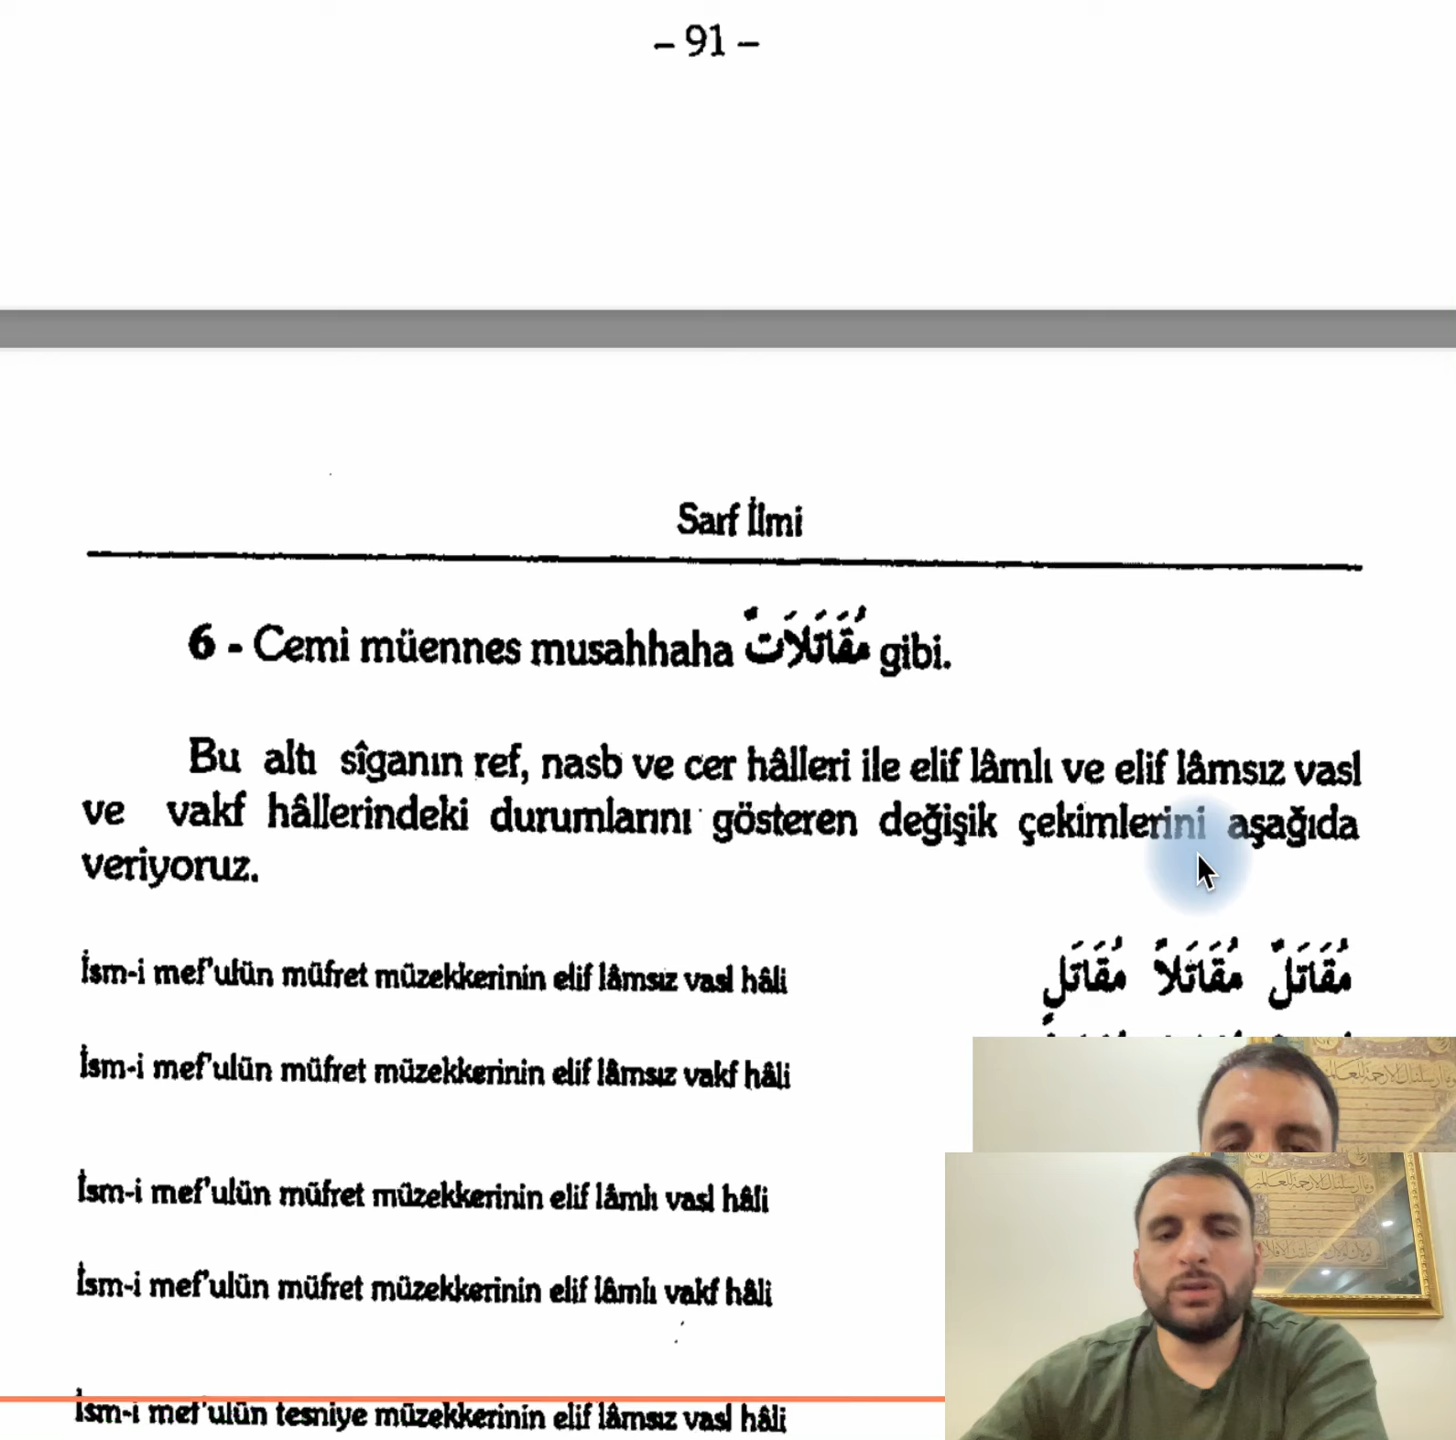 – 91 –
Sarf İlmi
6 - Cemi müennes musahhaha مُقَاتَلَاتٌ gibi.
Bu altı sîganın ref, nasb ve cer hâlleri ile elif lâmlı ve elif lâmsız vasl
ve vakf hâllerindeki durumlarını gösteren değişik çekimlerini aşağıda
veriyoruz.
İsm-i mef'ulün müfret müzekkerinin elif lâmsız vasl hâli مُقَاتَلٌ مُقَاتَلاً مُقَاتَلٍ
İsm-i mef'ulün müfret müzekkerinin elif lâmsız vakf hâli
İsm-i mef'ulün müfret müzekkerinin elif lâmlı vasl hâli
İsm-i mef'ulün müfret müzekkerinin elif lâmlı vakf hâli
İsm-i mef'ulün tesniye müzekkerinin elif lâmsız vasl hâli